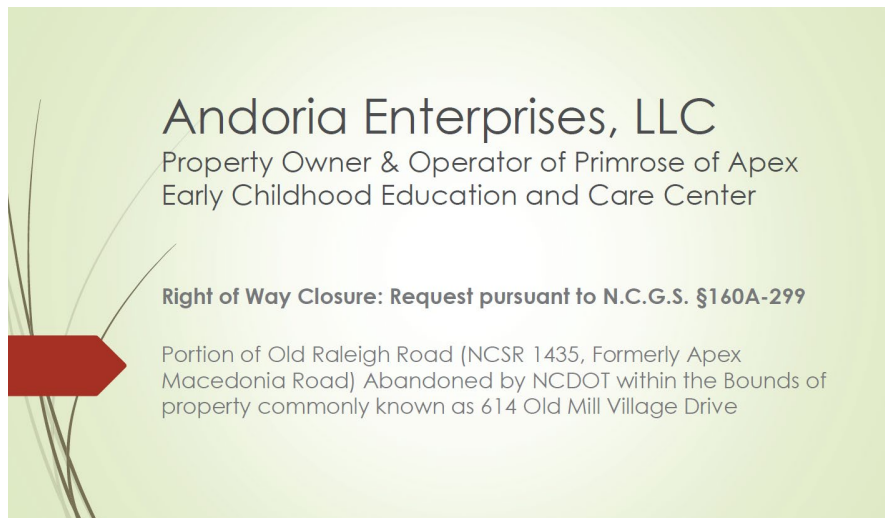 Andoria Enterprises, LLC
Property Owner & Operator of Primrose of Apex
Early Childhood Education and Care Center
Right of Way Closure: Request pursuant to N.C.G.S. §160A-299
Portion of Old Raleigh Road (NCSR 1435, Formerly Apex
Macedonia Road) Abandoned by NCDOT within the Bounds of
property commonly known as 614 Old Mill Village Drive